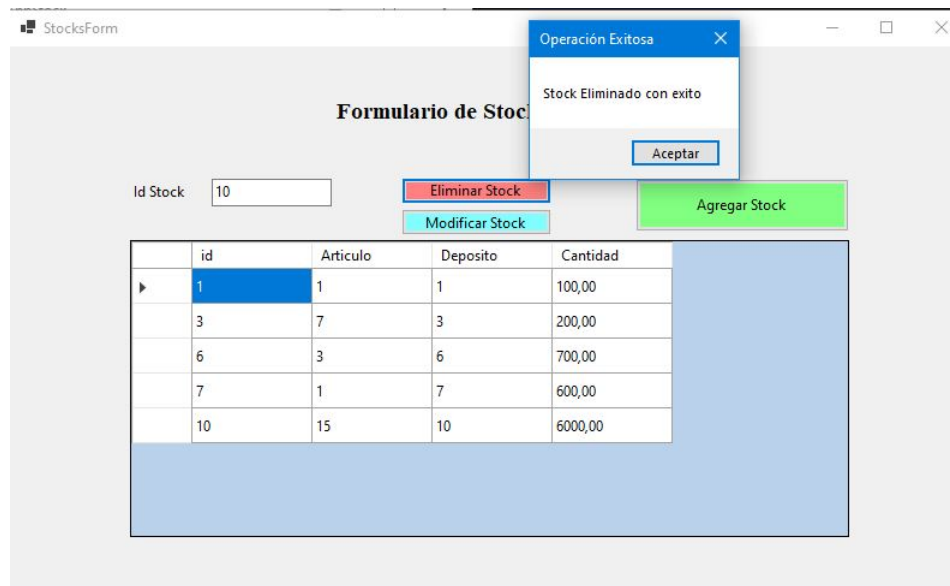 StocksForm
Operación Exitosa
Stock Eliminado con exito
Aceptar
Formulario de Stoc
Id Stock 10
Eliminar Stock
Modificar Stock
Agregar Stock
id Articulo Deposito Cantidad
1 1 1 100,00
3 7 3 200,00
6 3 6 700,00
7 1 7 600,00
10 15 10 6000,00